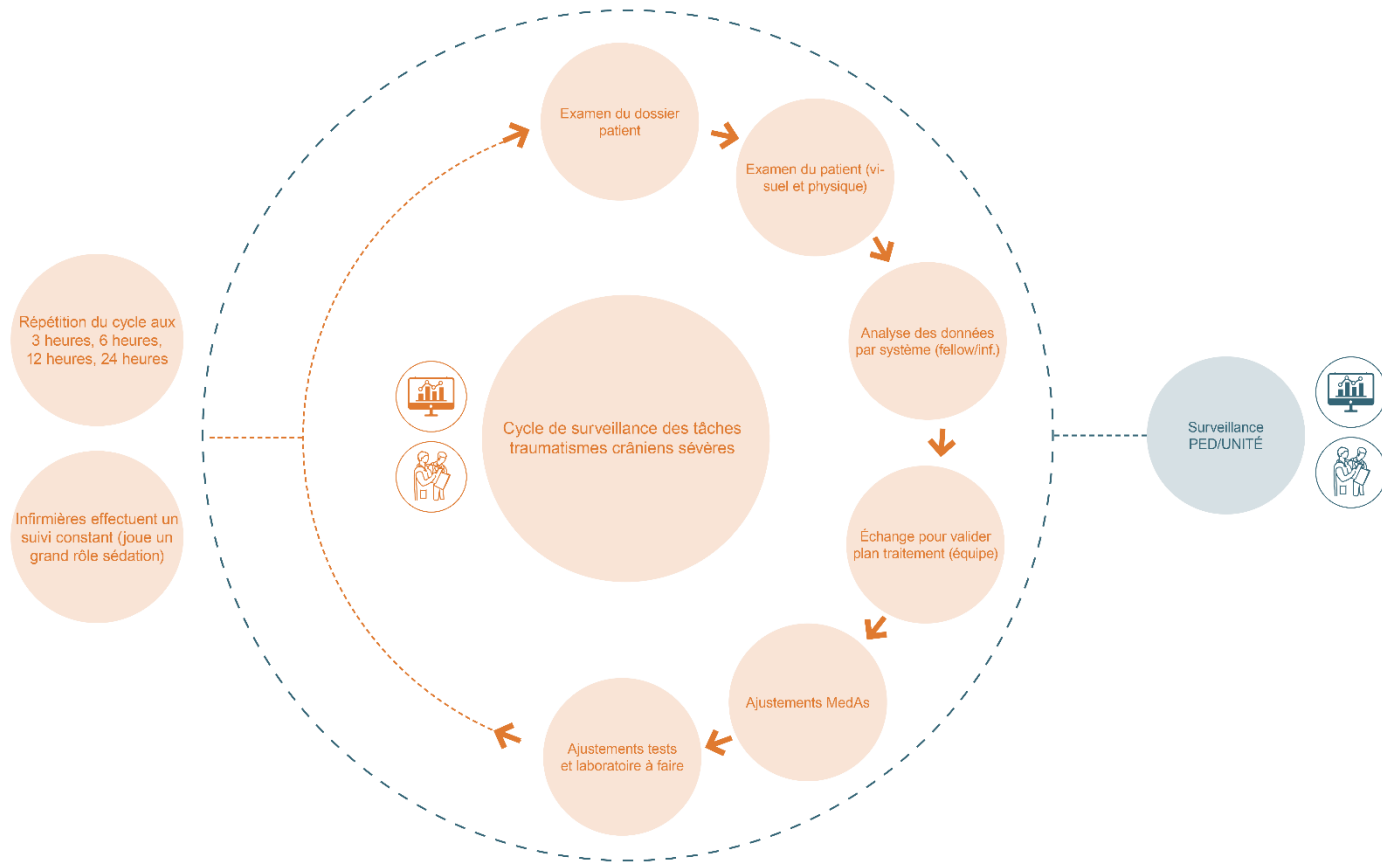 Examen du dossier
patient
Examen du patient (vi-
suel et physique)
Analyse des données
par système (fellow/inf.)
Échange pour valider
plan traitement (équipe)
Ajustements MedAs
Ajustements tests
et laboratoire à faire
Cycle de surveillance des tâches
traumatismes crâniens sévères
Répétition du cycle aux
3 heures, 6 heures,
12 heures, 24 heures
Infirmières effectuent un
suivi constant (joue un
grand rôle sédation)
Surveillance
PED/UNITÉ